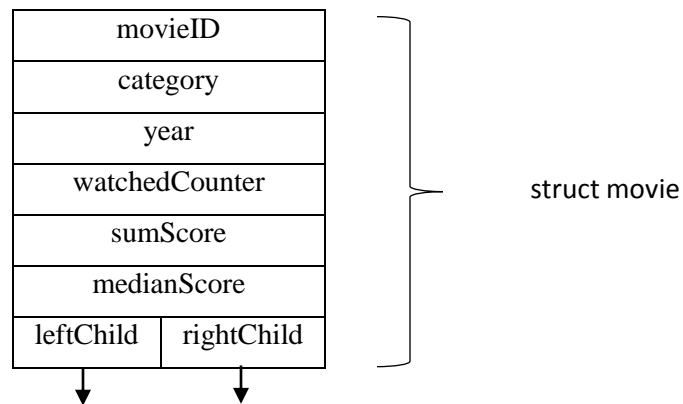 movieID
category
year
watchedCounter
struct movie
sumScore
medianScore
leftChild rightChild